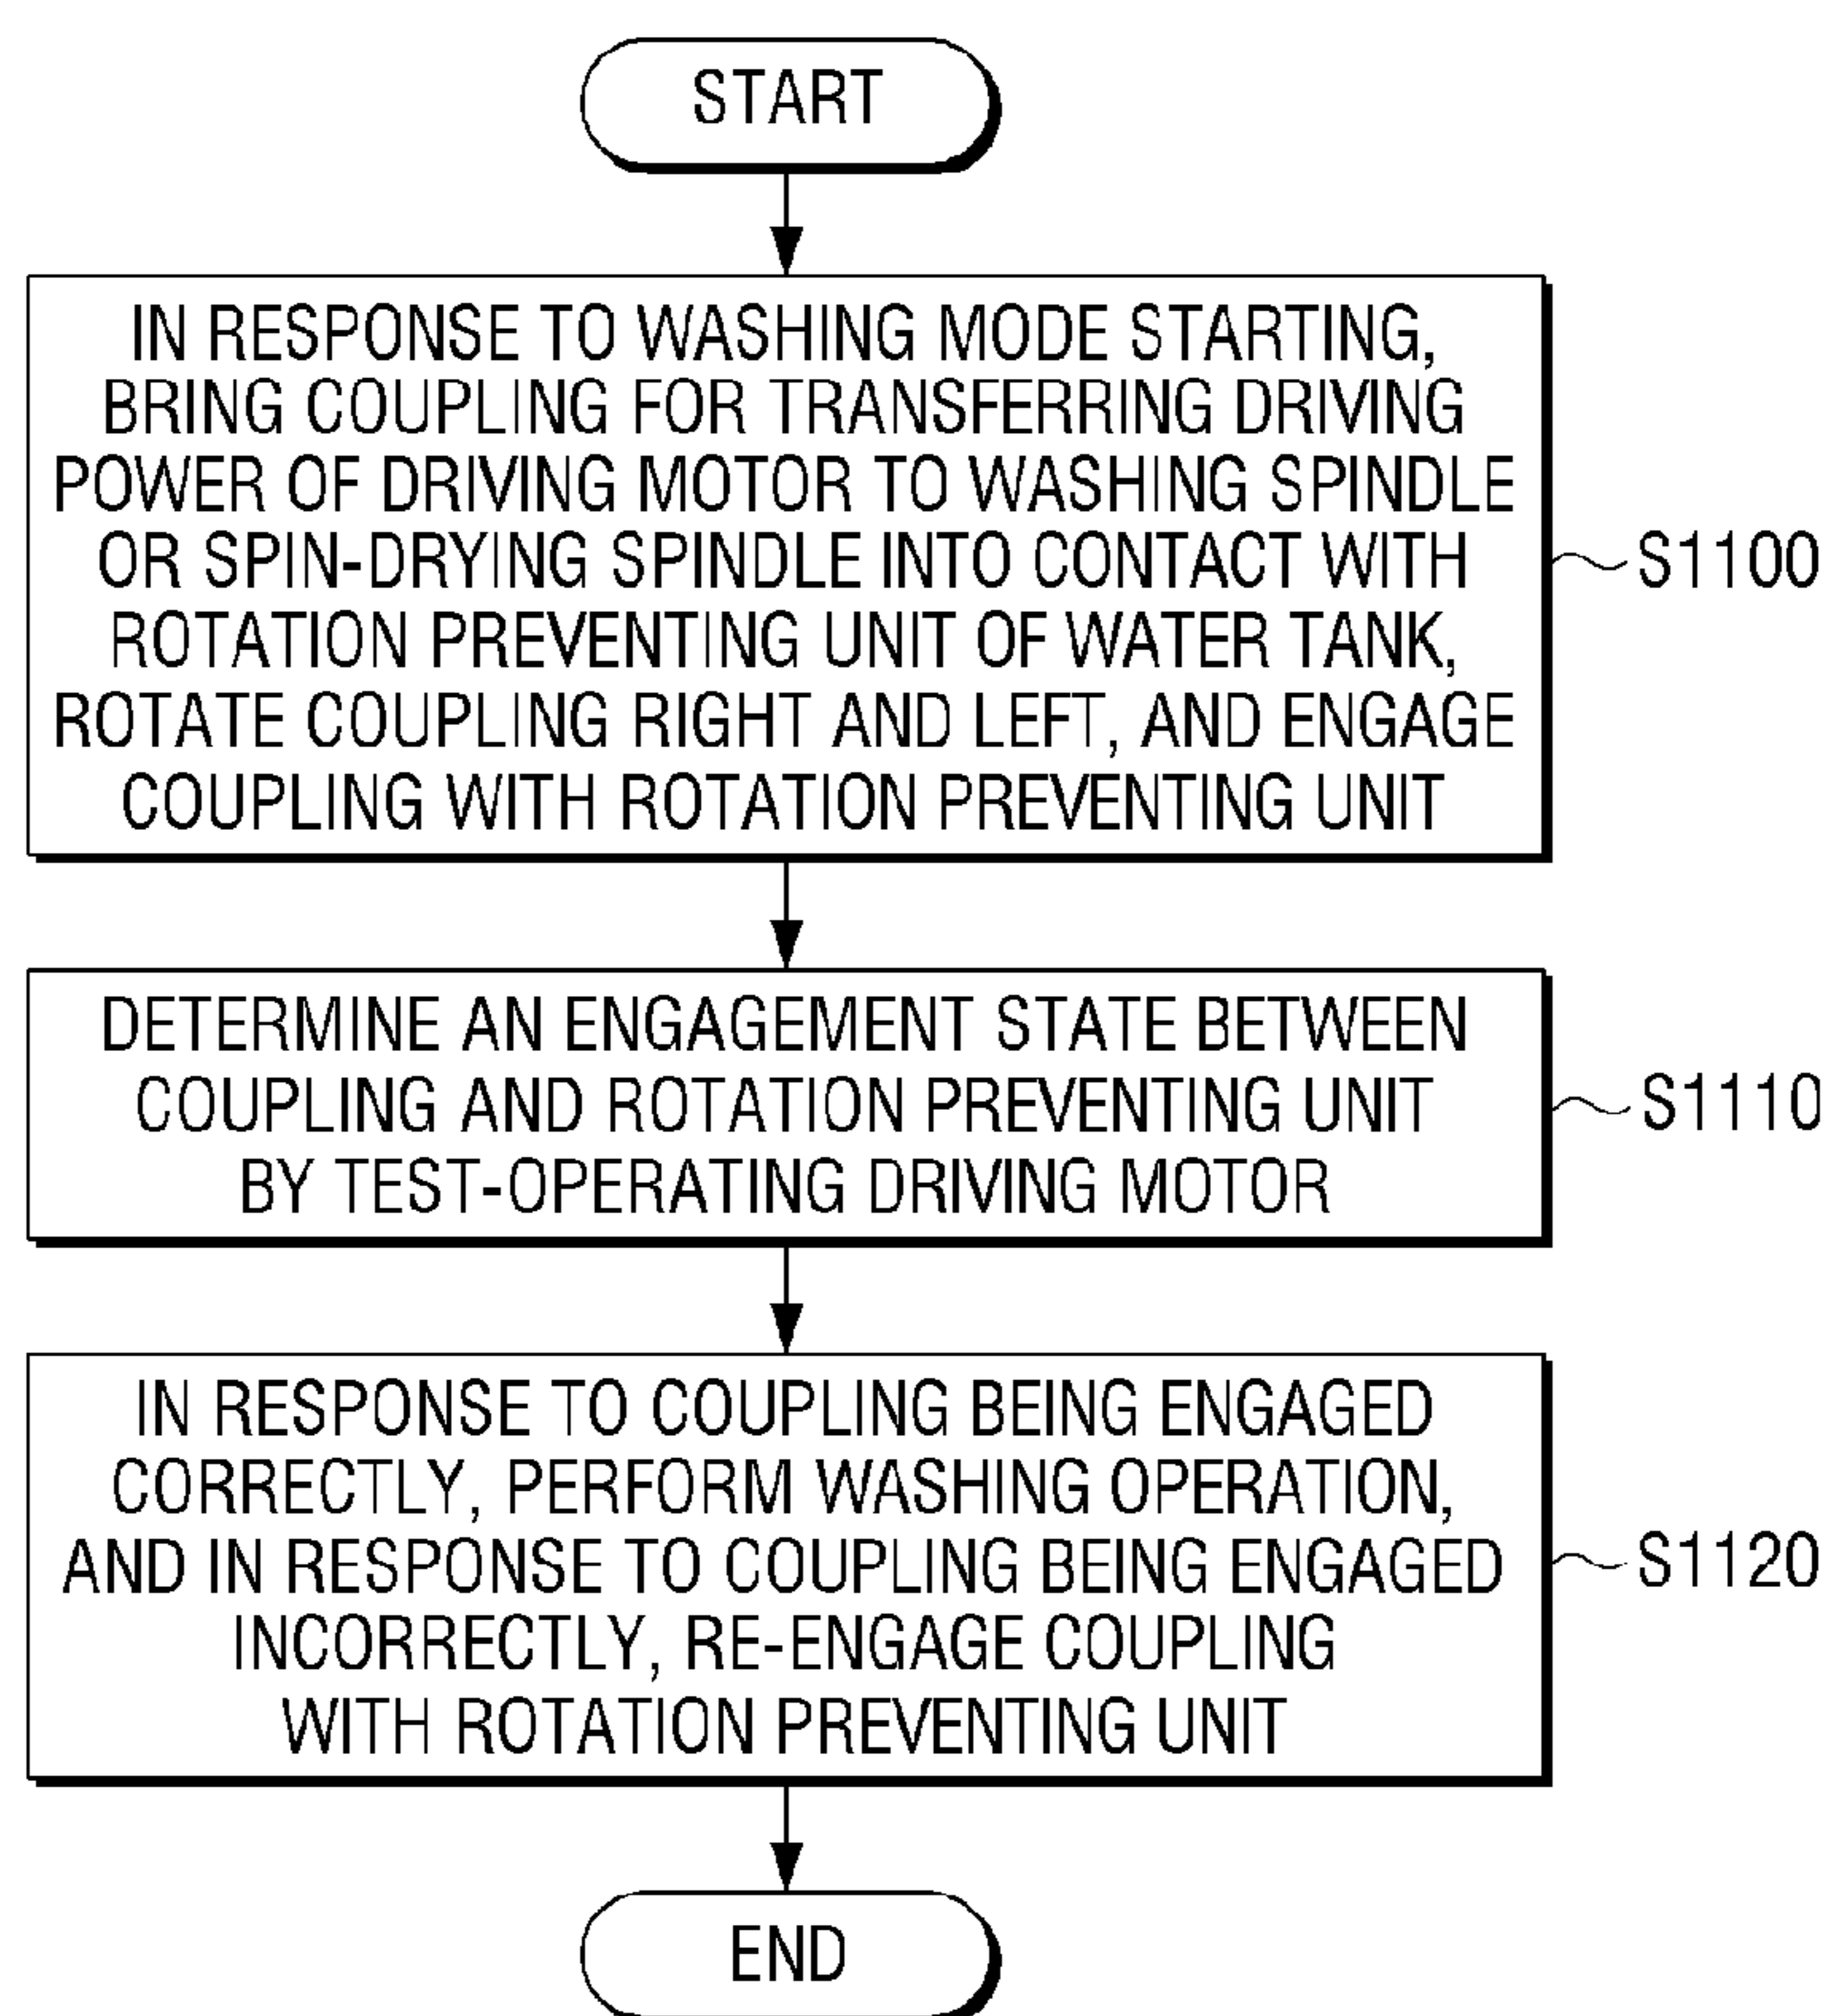 START
IN RESPONSE TO WASHING MODE STARTING,
BRING COUPLING FOR TRANSFERRING DRIVING
POWER OF DRIVING MOTOR TO WASHING SPINDLE
OR SPIN-DRYING SPINDLE INTO CONTACT WITH
ROTATION PREVENTING UNIT OF WATER TANK,
ROTATE COUPLING RIGHT AND LEFT, AND ENGAGE
COUPLING WITH ROTATION PREVENTING UNIT
S1100
DETERMINE AN ENGAGEMENT STATE BETWEEN
COUPLING AND ROTATION PREVENTING UNIT
BY TEST-OPERATING DRIVING MOTOR
S1110
IN RESPONSE TO COUPLING BEING ENGAGED
CORRECTLY, PERFORM WASHING OPERATION,
AND IN RESPONSE TO COUPLING BEING ENGAGED
INCORRECTLY, RE-ENGAGE COUPLING
WITH ROTATION PREVENTING UNIT
S1120
END